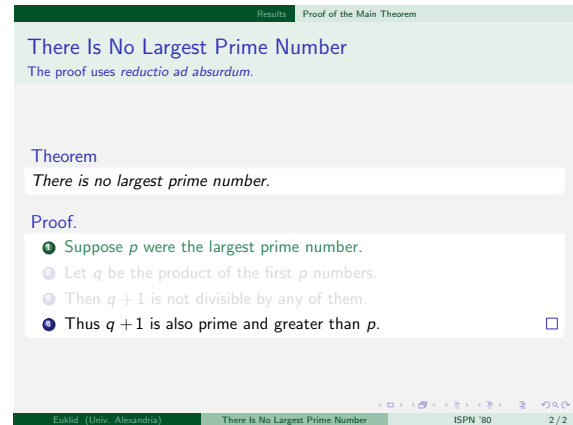 Results Proof of the Main Theorem
There Is No Largest Prime Number
The proof uses reductio ad absurdum.
Theorem
There is no largest prime number.
Proof.
1 Suppose p were the largest prime number.
2 Let q be the product of the first p numbers.
3 Then q + 1 is not divisible by any of them.
4 Thus q + 1 is also prime and greater than p.
Euklid (Univ. Alexandria) There Is No Largest Prime Number ISPN '80 2 / 2